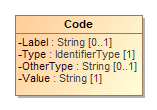 Code
-Label : String [0..1]
-Type : IdentifierType [1]
-OtherType : String [0..1]
-Value : String [1]